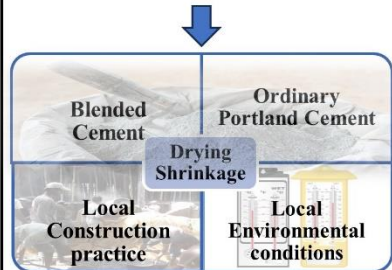 Blended
Cement
Ordinary
Portland Cement
Drying
Shrinkage
Local
Construction
practice
Local
Environmental
conditions